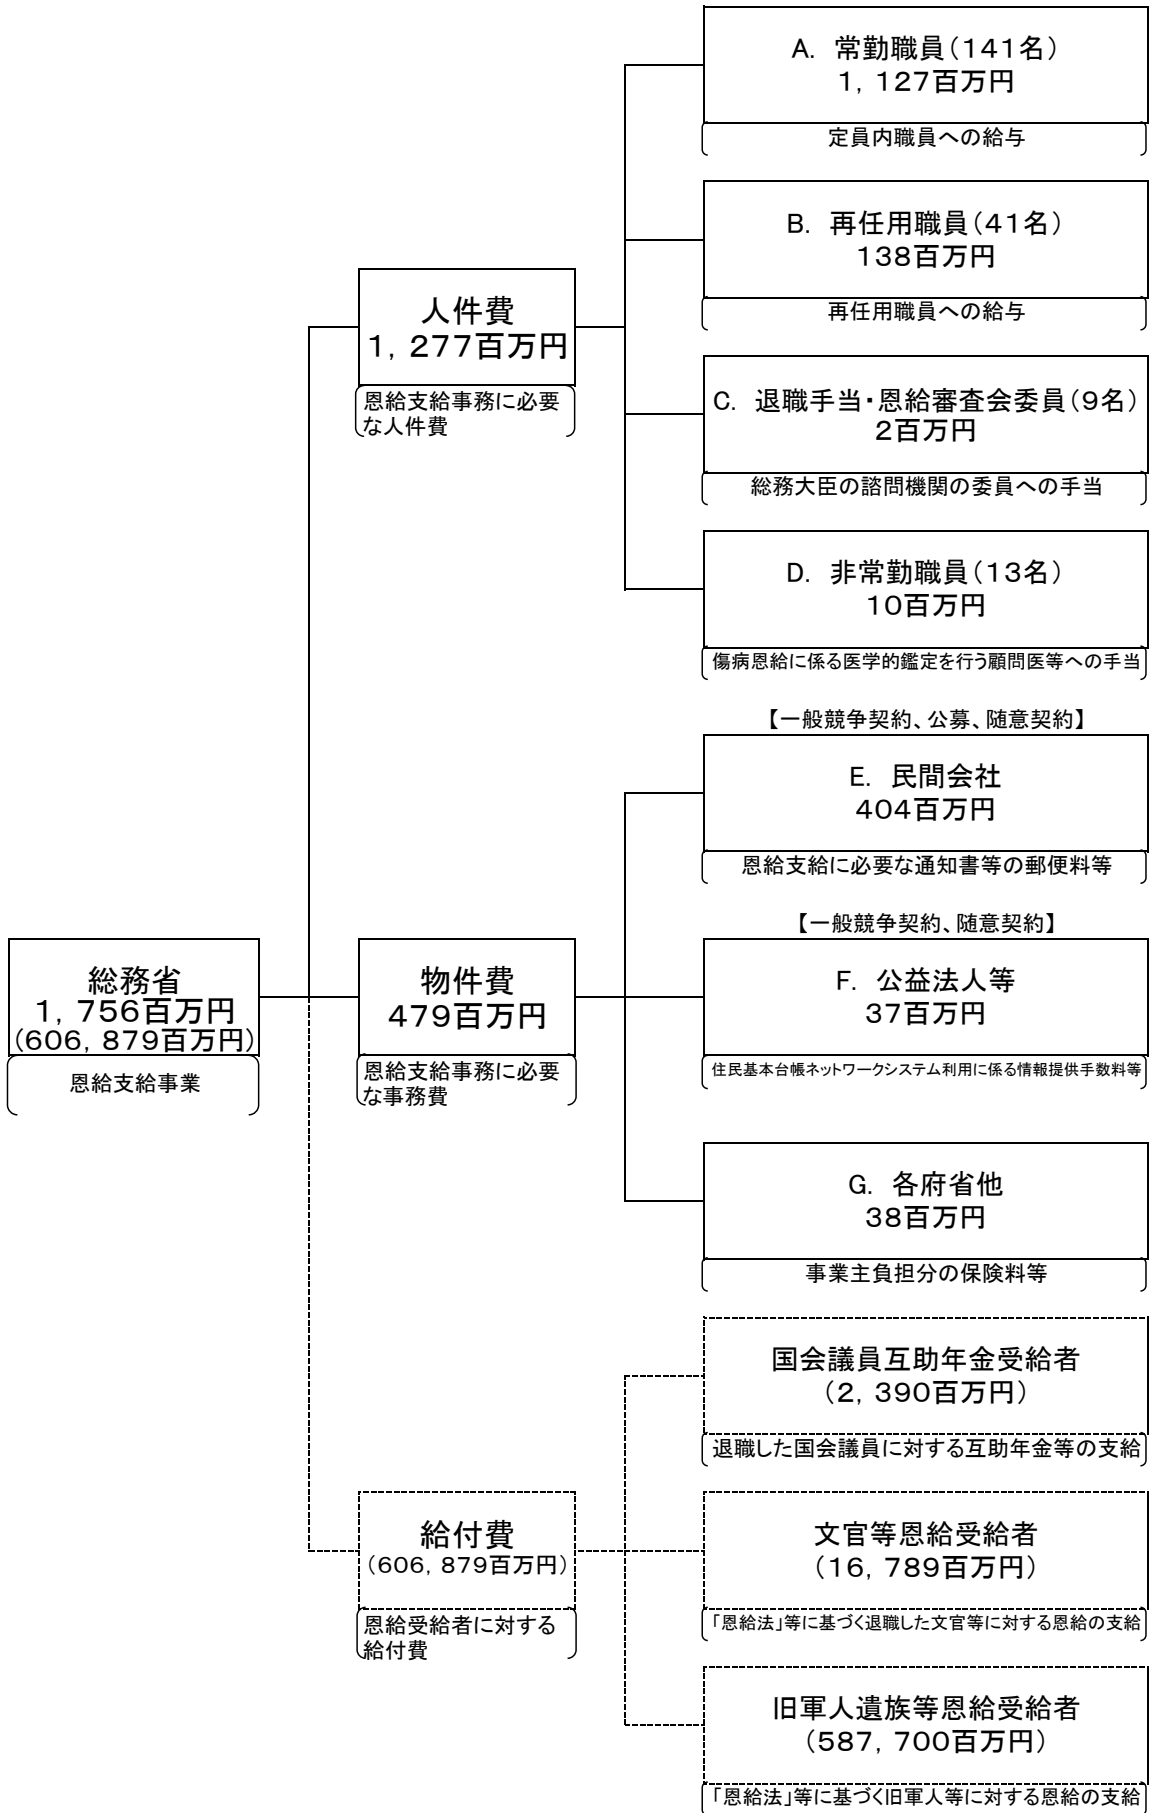 総務省
1,756百万円
(606,879百万円)
恩給支給事業
人件費
1,277百万円
恩給支給事務に必要
な人件費
A. 常勤職員(141名)
1,127百万円
定員内職員への給与
B. 再任用職員(41名)
138百万円
再任用職員への給与
C. 退職手当・恩給審査会委員(9名)
2百万円
総務大臣の諮問機関の委員への手当
D. 非常勤職員(13名)
10百万円
傷病恩給に係る医学的鑑定を行う顧問医等への手当
物件費
479百万円
恩給支給事務に必要
な事務費
【一般競争契約、公募、随意契約】
E. 民間会社
404百万円
恩給支給に必要な通知書等の郵便料等
【一般競争契約、随意契約】
F. 公益法人等
37百万円
住民基本台帳ネットワークシステム利用に係る情報提供手数料等
G. 各府省他
38百万円
事業主負担分の保険料等
給付費
(606,879百万円)
恩給受給者に対する
給付費
国会議員互助年金受給者
(2,390百万円)
退職した国会議員に対する互助年金等の支給
文官等恩給受給者
(16,789百万円)
「恩給法」等に基づく退職した文官等に対する恩給の支給
旧軍人遺族等恩給受給者
(587,700百万円)
「恩給法」等に基づく旧軍人等に対する恩給の支給